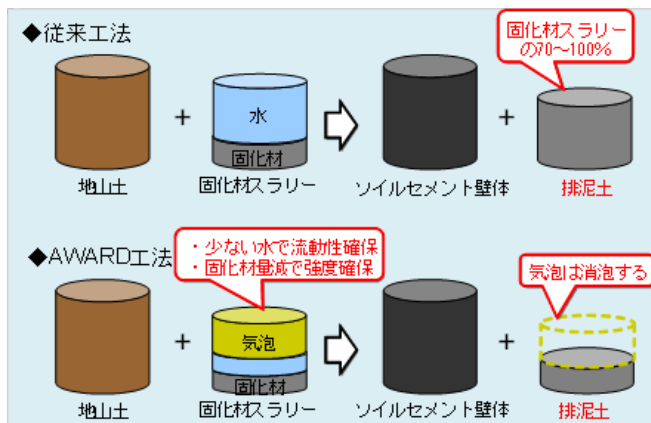 ◆従来工法
固化材スラリー
の70～100%
水
固化材
+
+
地山土
固化材スラリー
ソイルセメント壁体
排泥土
◆AWARD工法
・少ない水で流動性確保
・固化材量減で強度確保
気泡は消泡する
気泡
固化材
+
+
地山土
固化材スラリー
ソイルセメント壁体
排泥土